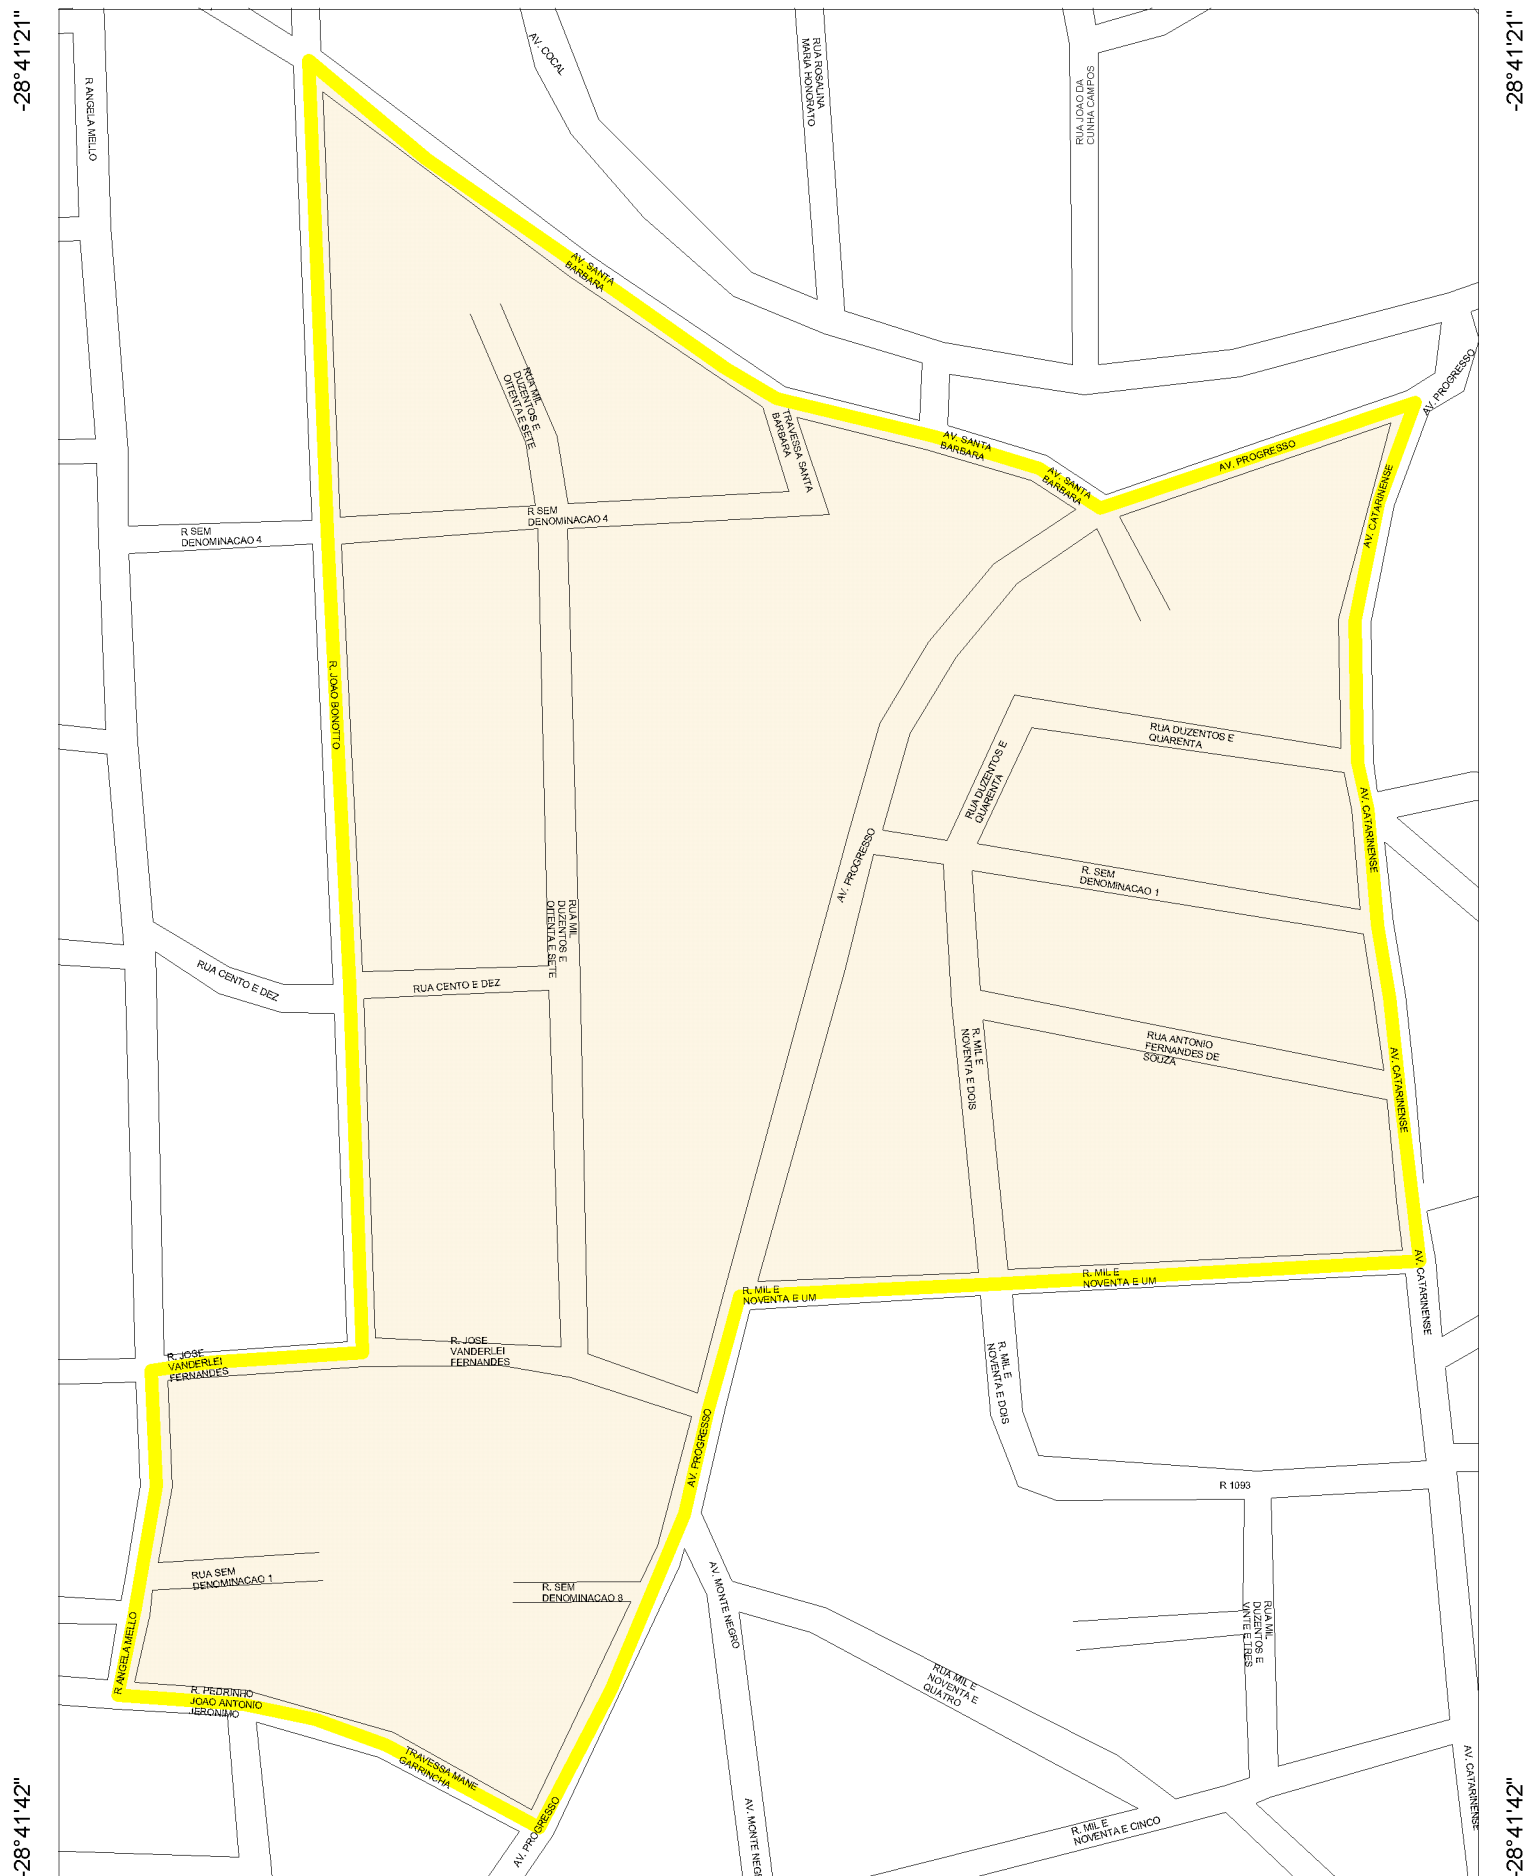 -28°41'21"
-28°41'21"
AV. COCAL
RUA ROSALINA
MARIA HONORATO
RUA JOAO DA
CUNHA CAMPOS
R ANGELA MELLO
AV. SANTA
BARBARA
AV. PROGRESSO
RUA MIL
DUZENTOS E
OITENTA E SETE
TRAVESSA SANTA
BARBARA
AV. SANTA
BARBARA
AV. SANTA
BARBARA
AV. PROGRESSO
AV. CATARINENSE
R SEM
DENOMINACAO 4
R SEM
DENOMINACAO 4
R. JOAO BONOTTO
RUA DUZENTOS E
QUARENTA
RUA DUZENTOS E
QUARENTA
AV. CATARINENSE
AV. PROGRESSO
R. SEM
DENOMINACAO 1
RUA MIL
DUZENTOS E
OITENTA E SETE
RUA CENTO E DEZ
RUA CENTO E DEZ
R. MIL E
NOVENTA E DOIS
RUA ANTONIO
FERNANDES DE
SOUZA
AV. CATARINENSE
R. MIL E
NOVENTA E UM
R. MIL E
NOVENTA E UM
AV. CATARINENSE
R. JOSE
VANDERLEI
FERNANDES
R. JOSE
VANDERLEI
FERNANDES
R. MIL E
NOVENTA E DOIS
AV. PROGRESSO
R 1093
RUA SEM
DENOMINACAO 1
R. SEM
DENOMINACAO 8
AV. MONTE NEGRO
RUA MIL
DUZENTOS E
VINTE E TRES
R ANGELA MELLO
RUA MIL E
NOVENTA E
QUATRO
R. PEDRINHO
JOAO ANTONIO
JERONIMO
TRAVESSA MANE
GARRINCHA
AV. PROGRESSO
AV. MONTE NEG
R. MIL E
NOVENTA E CINCO
AV. CATARINENSE
-28°41'42"
-28°41'42"